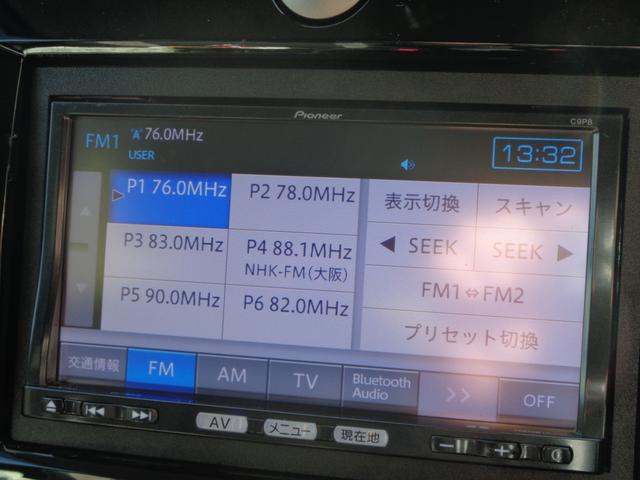 Pioneer
C9P8
FM1 A 76.0MHz
USER
13:32
P1 76.0MHz
P2 78.0MHz
表示切換
スキャン
P3 83.0MHz
P4 88.1MHz
NHK-FM(大阪)
◀ SEEK
SEEK ▶
FM1⇔FM2
P5 90.0MHz
P6 82.0MHz
プリセット切換
交通情報
FM
AM
TV
Bluetooth
Audio
>>
OFF
AV
メニュー
現在地
− +